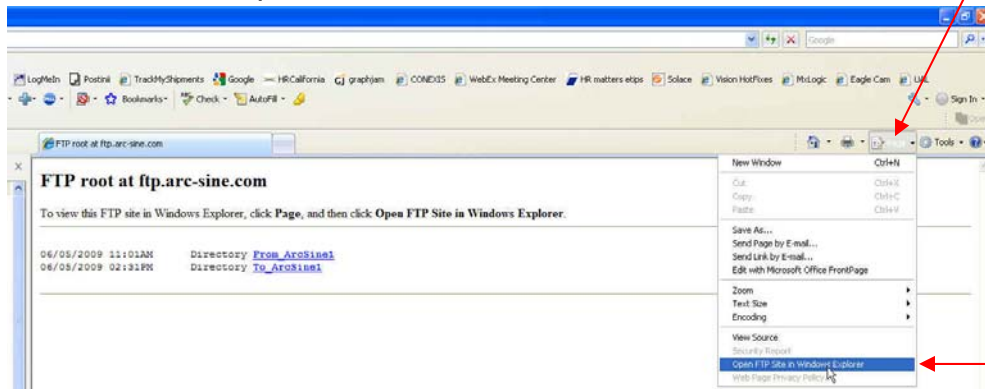 Google
LogMeIn Postini TrackMyShipments Google HRCalifornia graphjam CONEXIS WebEx Meeting Center HR matters etips Solace Vision HotFixes MxLogic Eagle Cam URL
Bookmarks Check AutoFill Sign In
FTP root at ftp.arc-sine.com Tools
FTP root at ftp.arc-sine.com
To view this FTP site in Windows Explorer, click Page, and then click Open FTP Site in Windows Explorer.
06/05/2009 11:01AM Directory From_ArcSine1
06/05/2009 02:31PM Directory To_ArcSine1
New Window Ctrl+N
Cut Ctrl+X
Copy Ctrl+C
Paste Ctrl+V
Save As...
Send Page by E-mail...
Send Link by E-mail...
Edit with Microsoft Office FrontPage
Zoom
Text Size
Encoding
View Source
Security Report
Open FTP Site in Windows Explorer
Web Page Privacy Policy